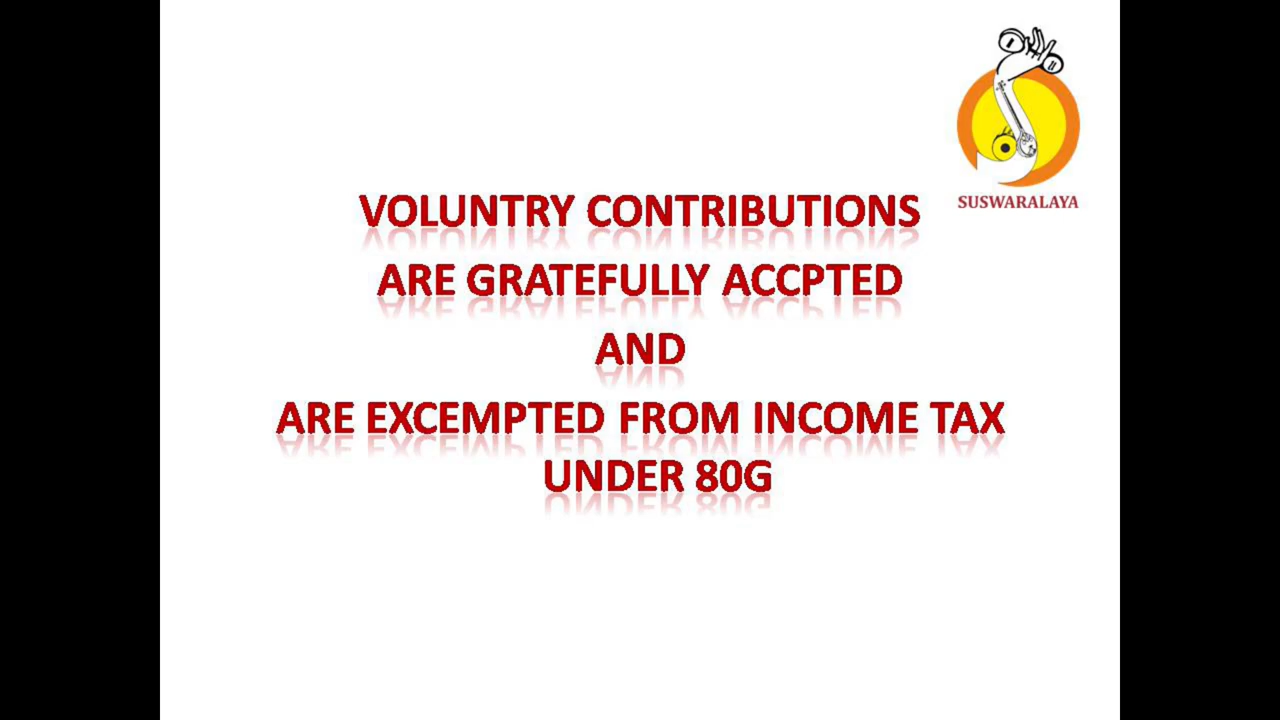 SUSWARALAYA
VOLUNTRY CONTRIBUTIONS
ARE GRATEFULLY ACCPTED
AND
ARE EXCEMPTED FROM INCOME TAX
UNDER 80G